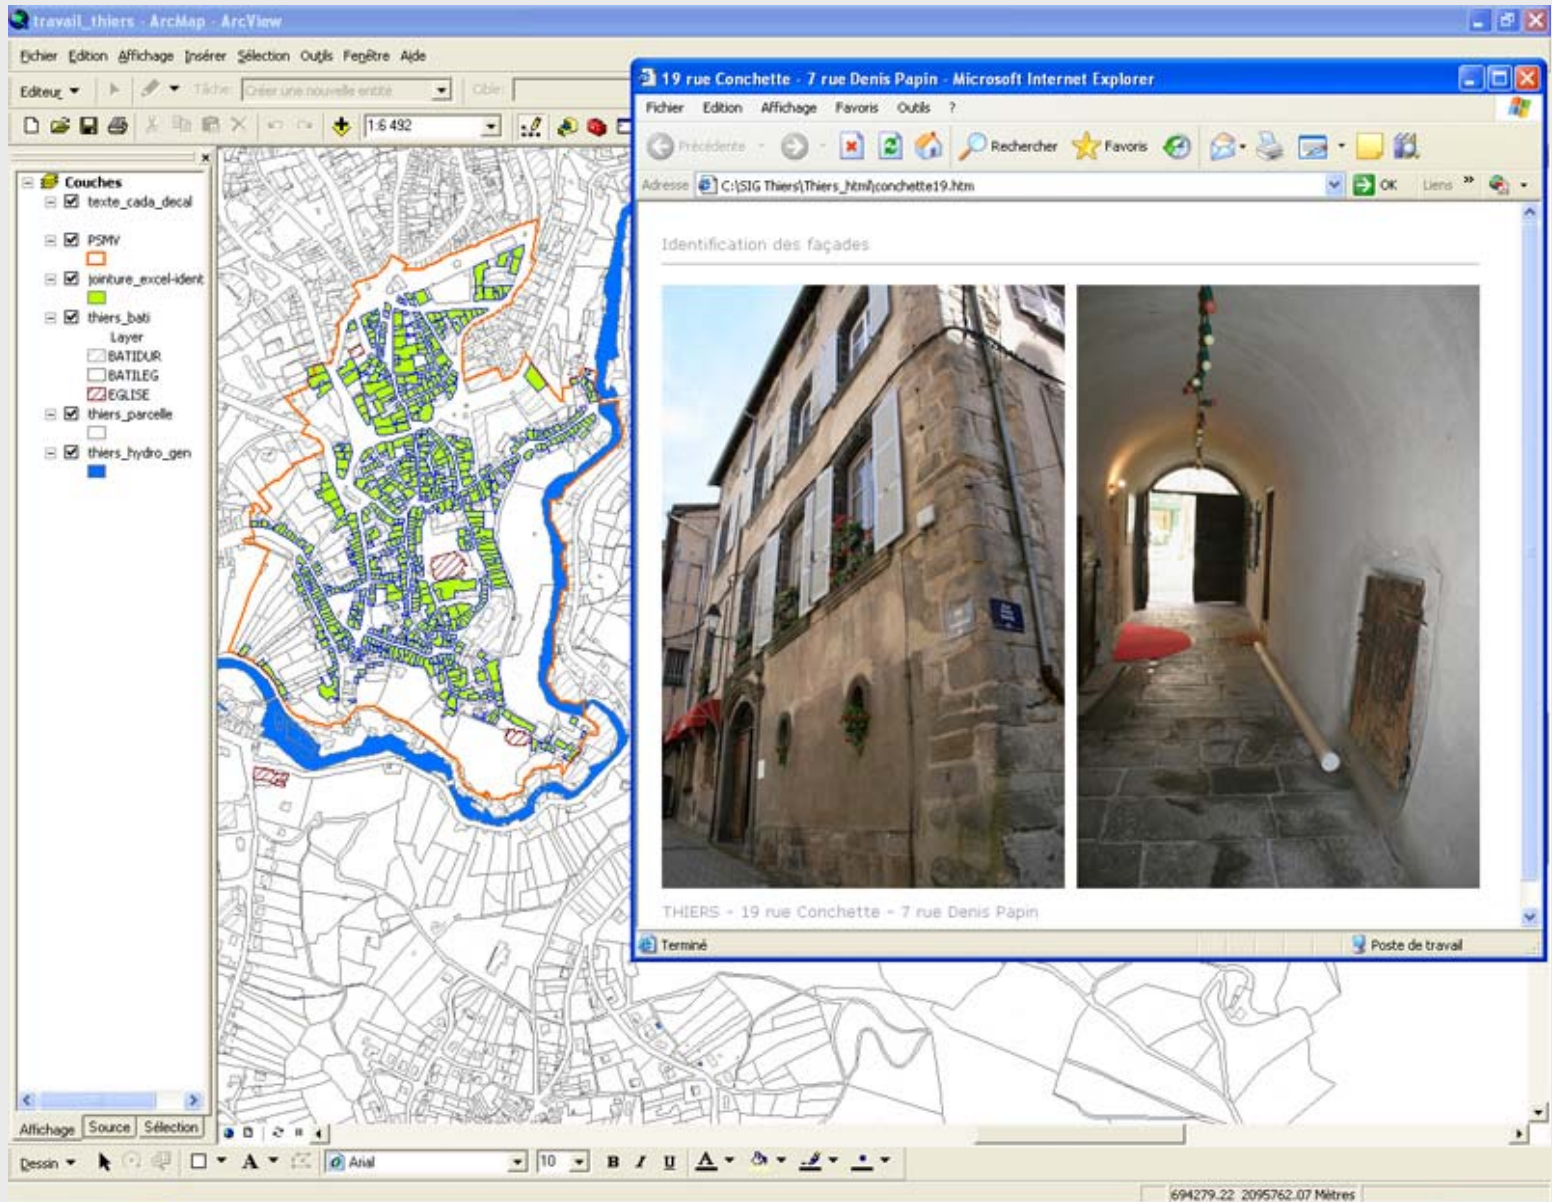 travail_thiers - ArcMap - ArcView
Fichier Edition Affichage Insérer Sélection Outils Fenêtre Aide
Editeur Tâche: Créer une nouvelle entité Cible:
1:6 492
Couches
texte_cada_decal
PSMV
jointure_excel-ident
thiers_bati
Layer
BATIDUR
BATILEG
EGLISE
thiers_parcelle
thiers_hydro_gen
Affichage Source Sélection
19 rue Conchette - 7 rue Denis Papin - Microsoft Internet Explorer
Fichier Edition Affichage Favoris Outils ?
Précédente Rechercher Favoris
Adresse C:\SIG Thiers\Thiers_html\conchette19.htm OK Liens »
Identification des façades
THIERS - 19 rue Conchette - 7 rue Denis Papin
Terminé Poste de travail
Dessin A Arial 10 B I U A
694279.22 2095762.07 Mètres